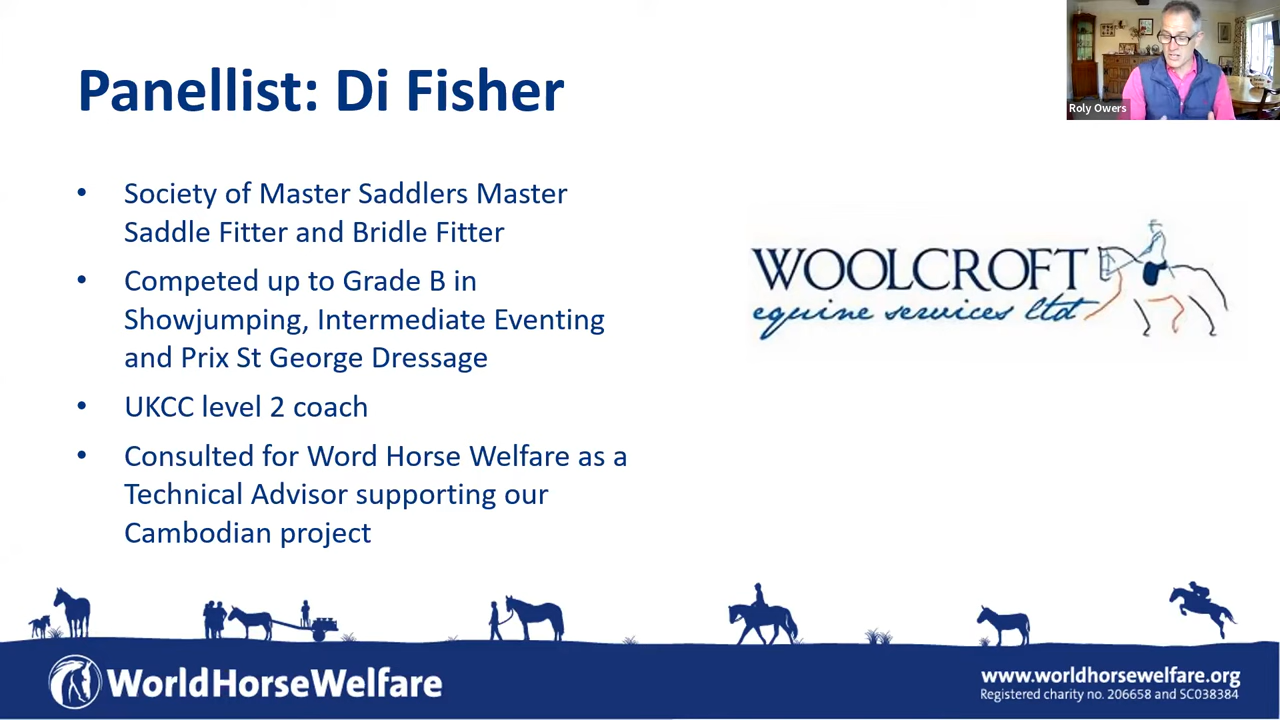 Panellist: Di Fisher
Roly Owers
• Society of Master Saddlers Master
Saddle Fitter and Bridle Fitter
• Competed up to Grade B in
Showjumping, Intermediate Eventing
and Prix St George Dressage
• UKCC level 2 coach
• Consulted for Word Horse Welfare as a
Technical Advisor supporting our
Cambodian project
WOOLCROFT
equine services ltd
WorldHorseWelfare
www.worldhorsewelfare.org
Registered charity no. 206658 and SC038384